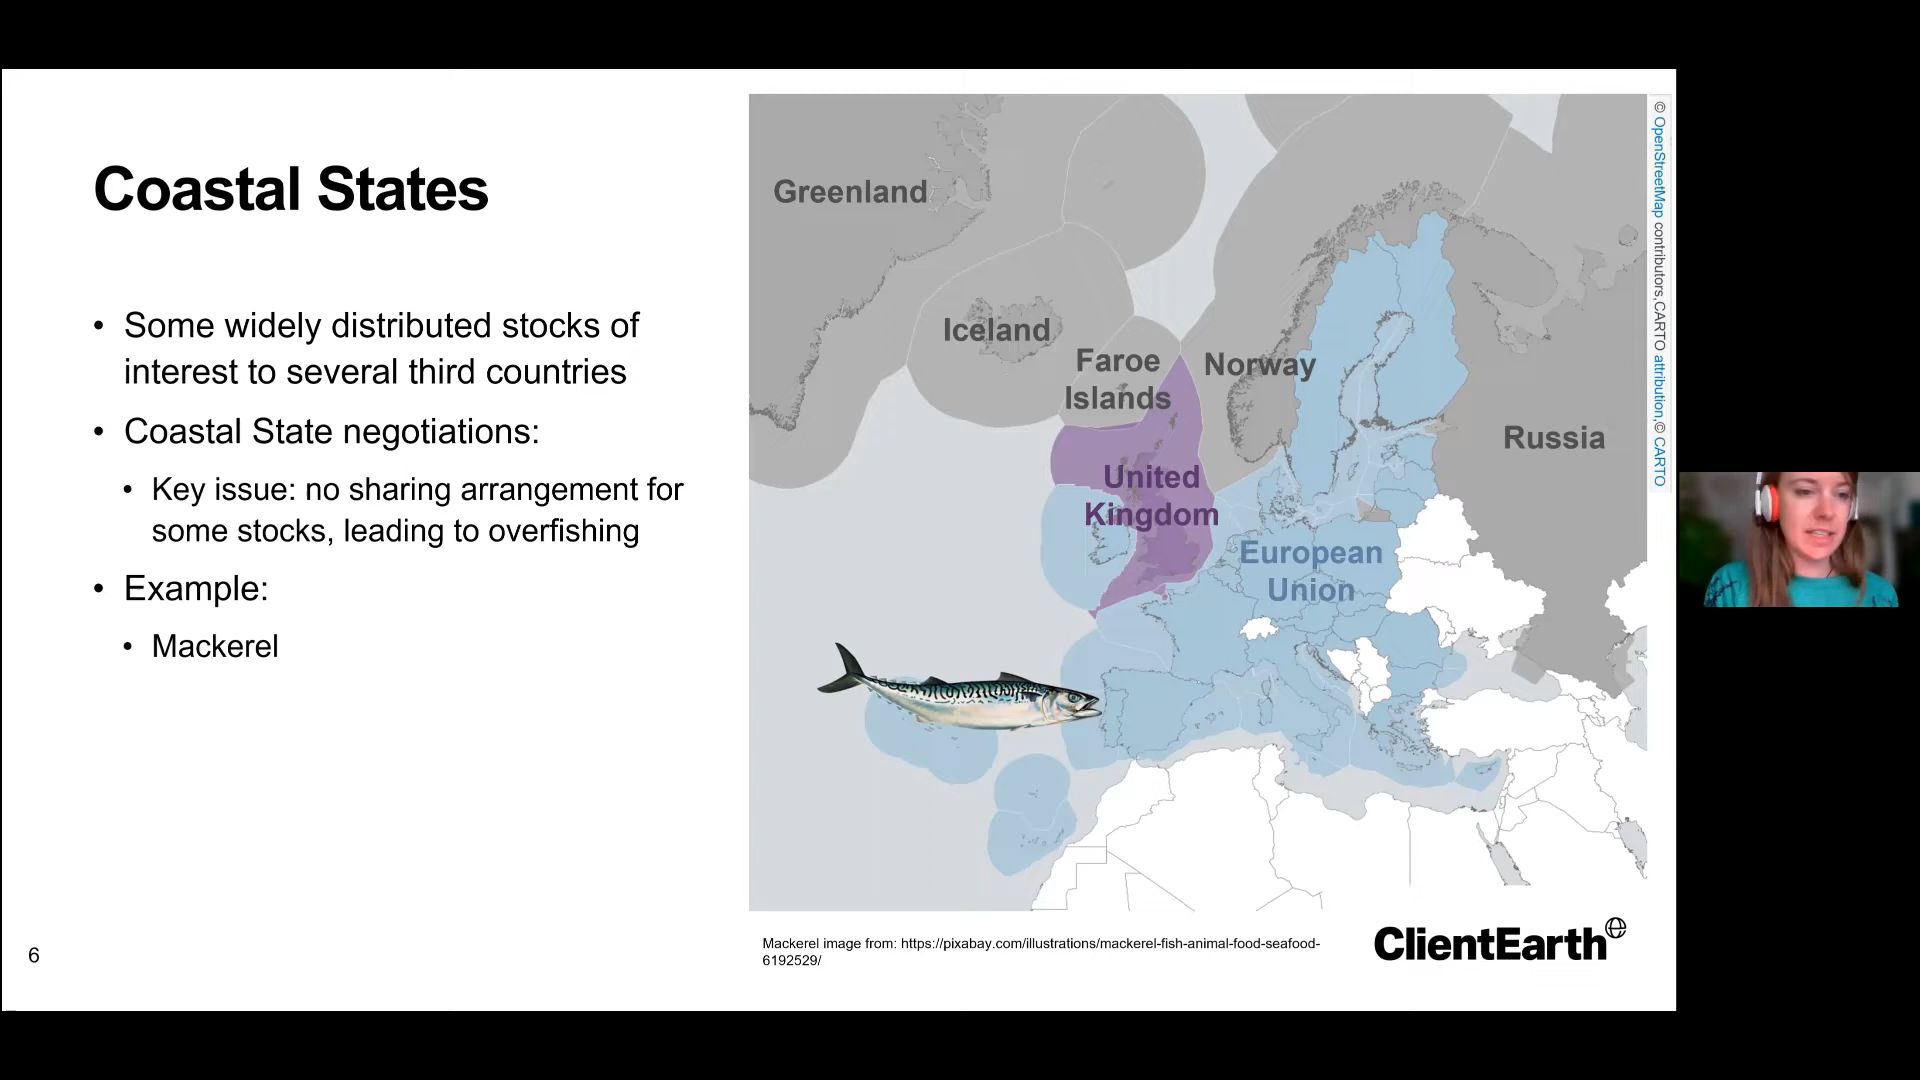 Coastal States
• Some widely distributed stocks of
interest to several third countries
• Coastal State negotiations:
• Key issue: no sharing arrangement for
some stocks, leading to overfishing
• Example:
• Mackerel
6
Greenland
Iceland
Faroe
Islands
Norway
Russia
United
Kingdom
European
Union
© OpenStreetMap contributors,CARTO attribution,© CARTO
Mackerel image from: https://pixabay.com/illustrations/mackerel-fish-animal-food-seafood-
6192529/
ClientEarth